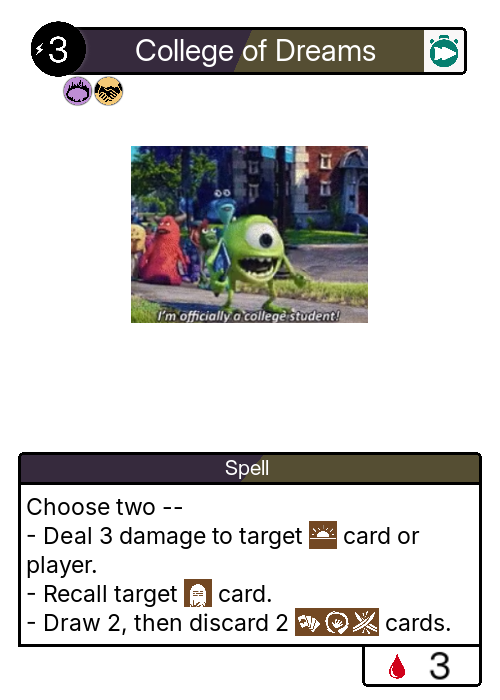 3
College of Dreams
I'm officially a college student!
Spell
Choose two --
- Deal 3 damage to target card or
player.
- Recall target card.
- Draw 2, then discard 2 cards.
3